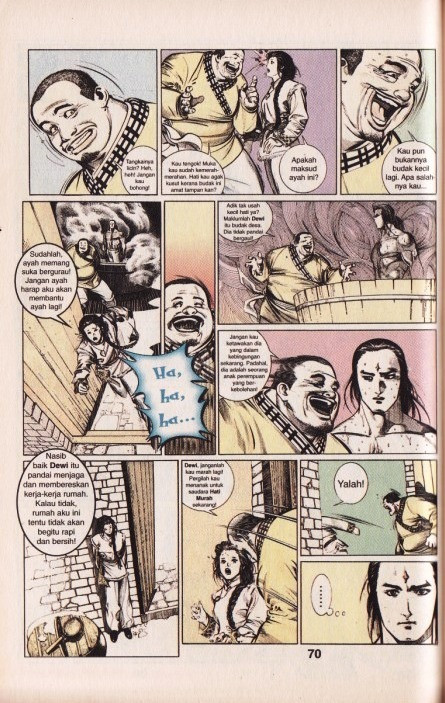 Tangkainya
licin? Heh,
heh! Jangan
kau
bohong!
Kau tengok! Muka
kau sudah kemerah-
merahan. Hati kau agak
kusut kerana budak ini
amat tampan kan?
Apakah
maksud
ayah ini?
Kau pun
bukannya
budak kecil
lagi. Apa salah-
nya kau...
Sudahlah,
ayah memang
suka bergurau!
Jangan ayah
harap aku akan
membantu
ayah lagi!
Ha,
ha,
ha...
Adik tak usah
kecil hati ya?
Maklumlah Dewi
itu budak desa.
Dia tidak pandai
bergaul!
Jangan kau
ketawakan dia
yang dalam
kebingungan
sekarang. Padahal,
dia adalah seorang
anak perempuan
yang ber-
kebolehan!
Nasib
baik Dewi itu
pandai menjaga
dan membereskan
kerja-kerja rumah.
Kalau tidak,
rumah aku ini
tentu tidak akan
begitu rapi
dan bersih!
Dewi, janganlah
kau marah lagi!
Pergilah kau
menanak untuk
saudara Hati
Murah
sekarang!
Yalah!
......
70